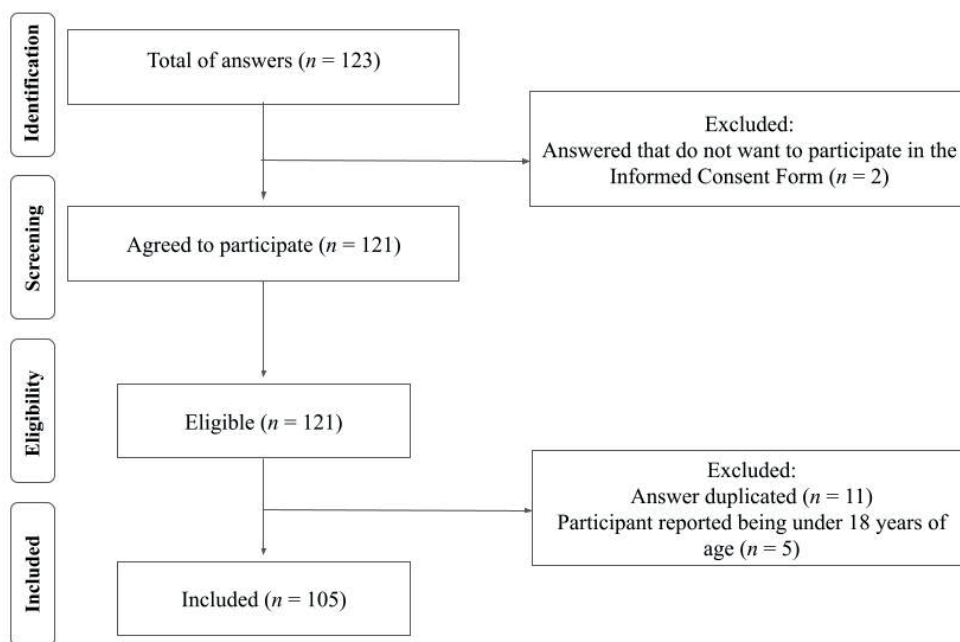 Identification
Total of answers (n = 123)
Excluded:
Answered that do not want to participate in the
Informed Consent Form (n = 2)
Screening
Agreed to participate (n = 121)
Eligibility
Eligible (n = 121)
Excluded:
Answer duplicated (n = 11)
Participant reported being under 18 years of
age (n = 5)
Included
Included (n = 105)